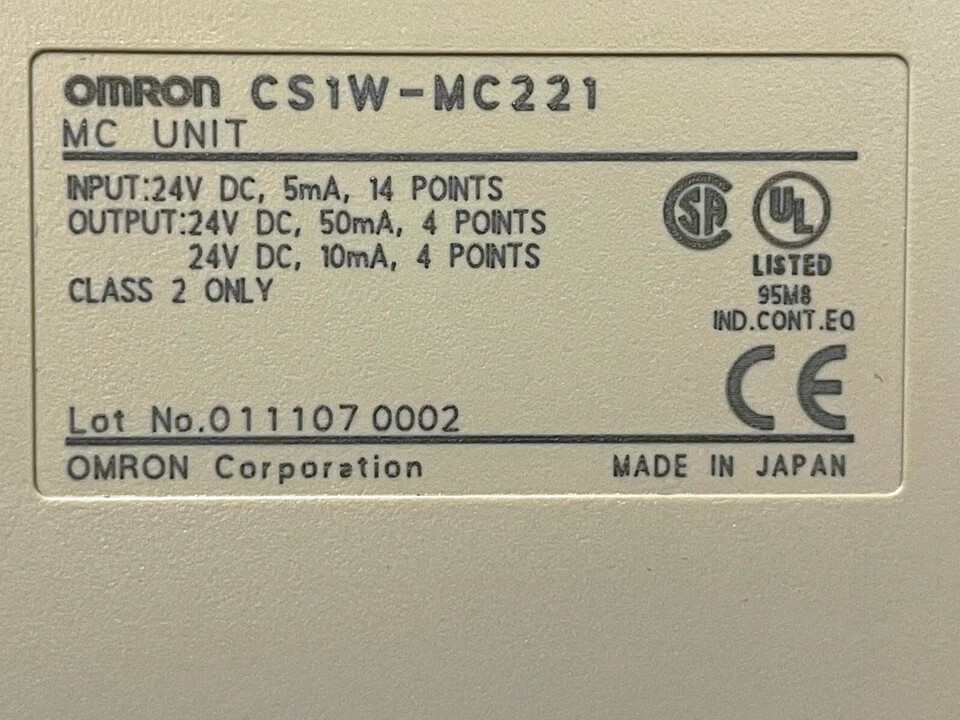 OMRON CS1W-MC221
MC UNIT
INPUT:24V DC, 5mA, 14 POINTS
OUTPUT:24V DC, 50mA, 4 POINTS
24V DC, 10mA, 4 POINTS
CLASS 2 ONLY
SA
UL
LISTED
95M8
IND.CONT.EQ
CE
Lot No.011107 0002
OMRON Corporation
MADE IN JAPAN